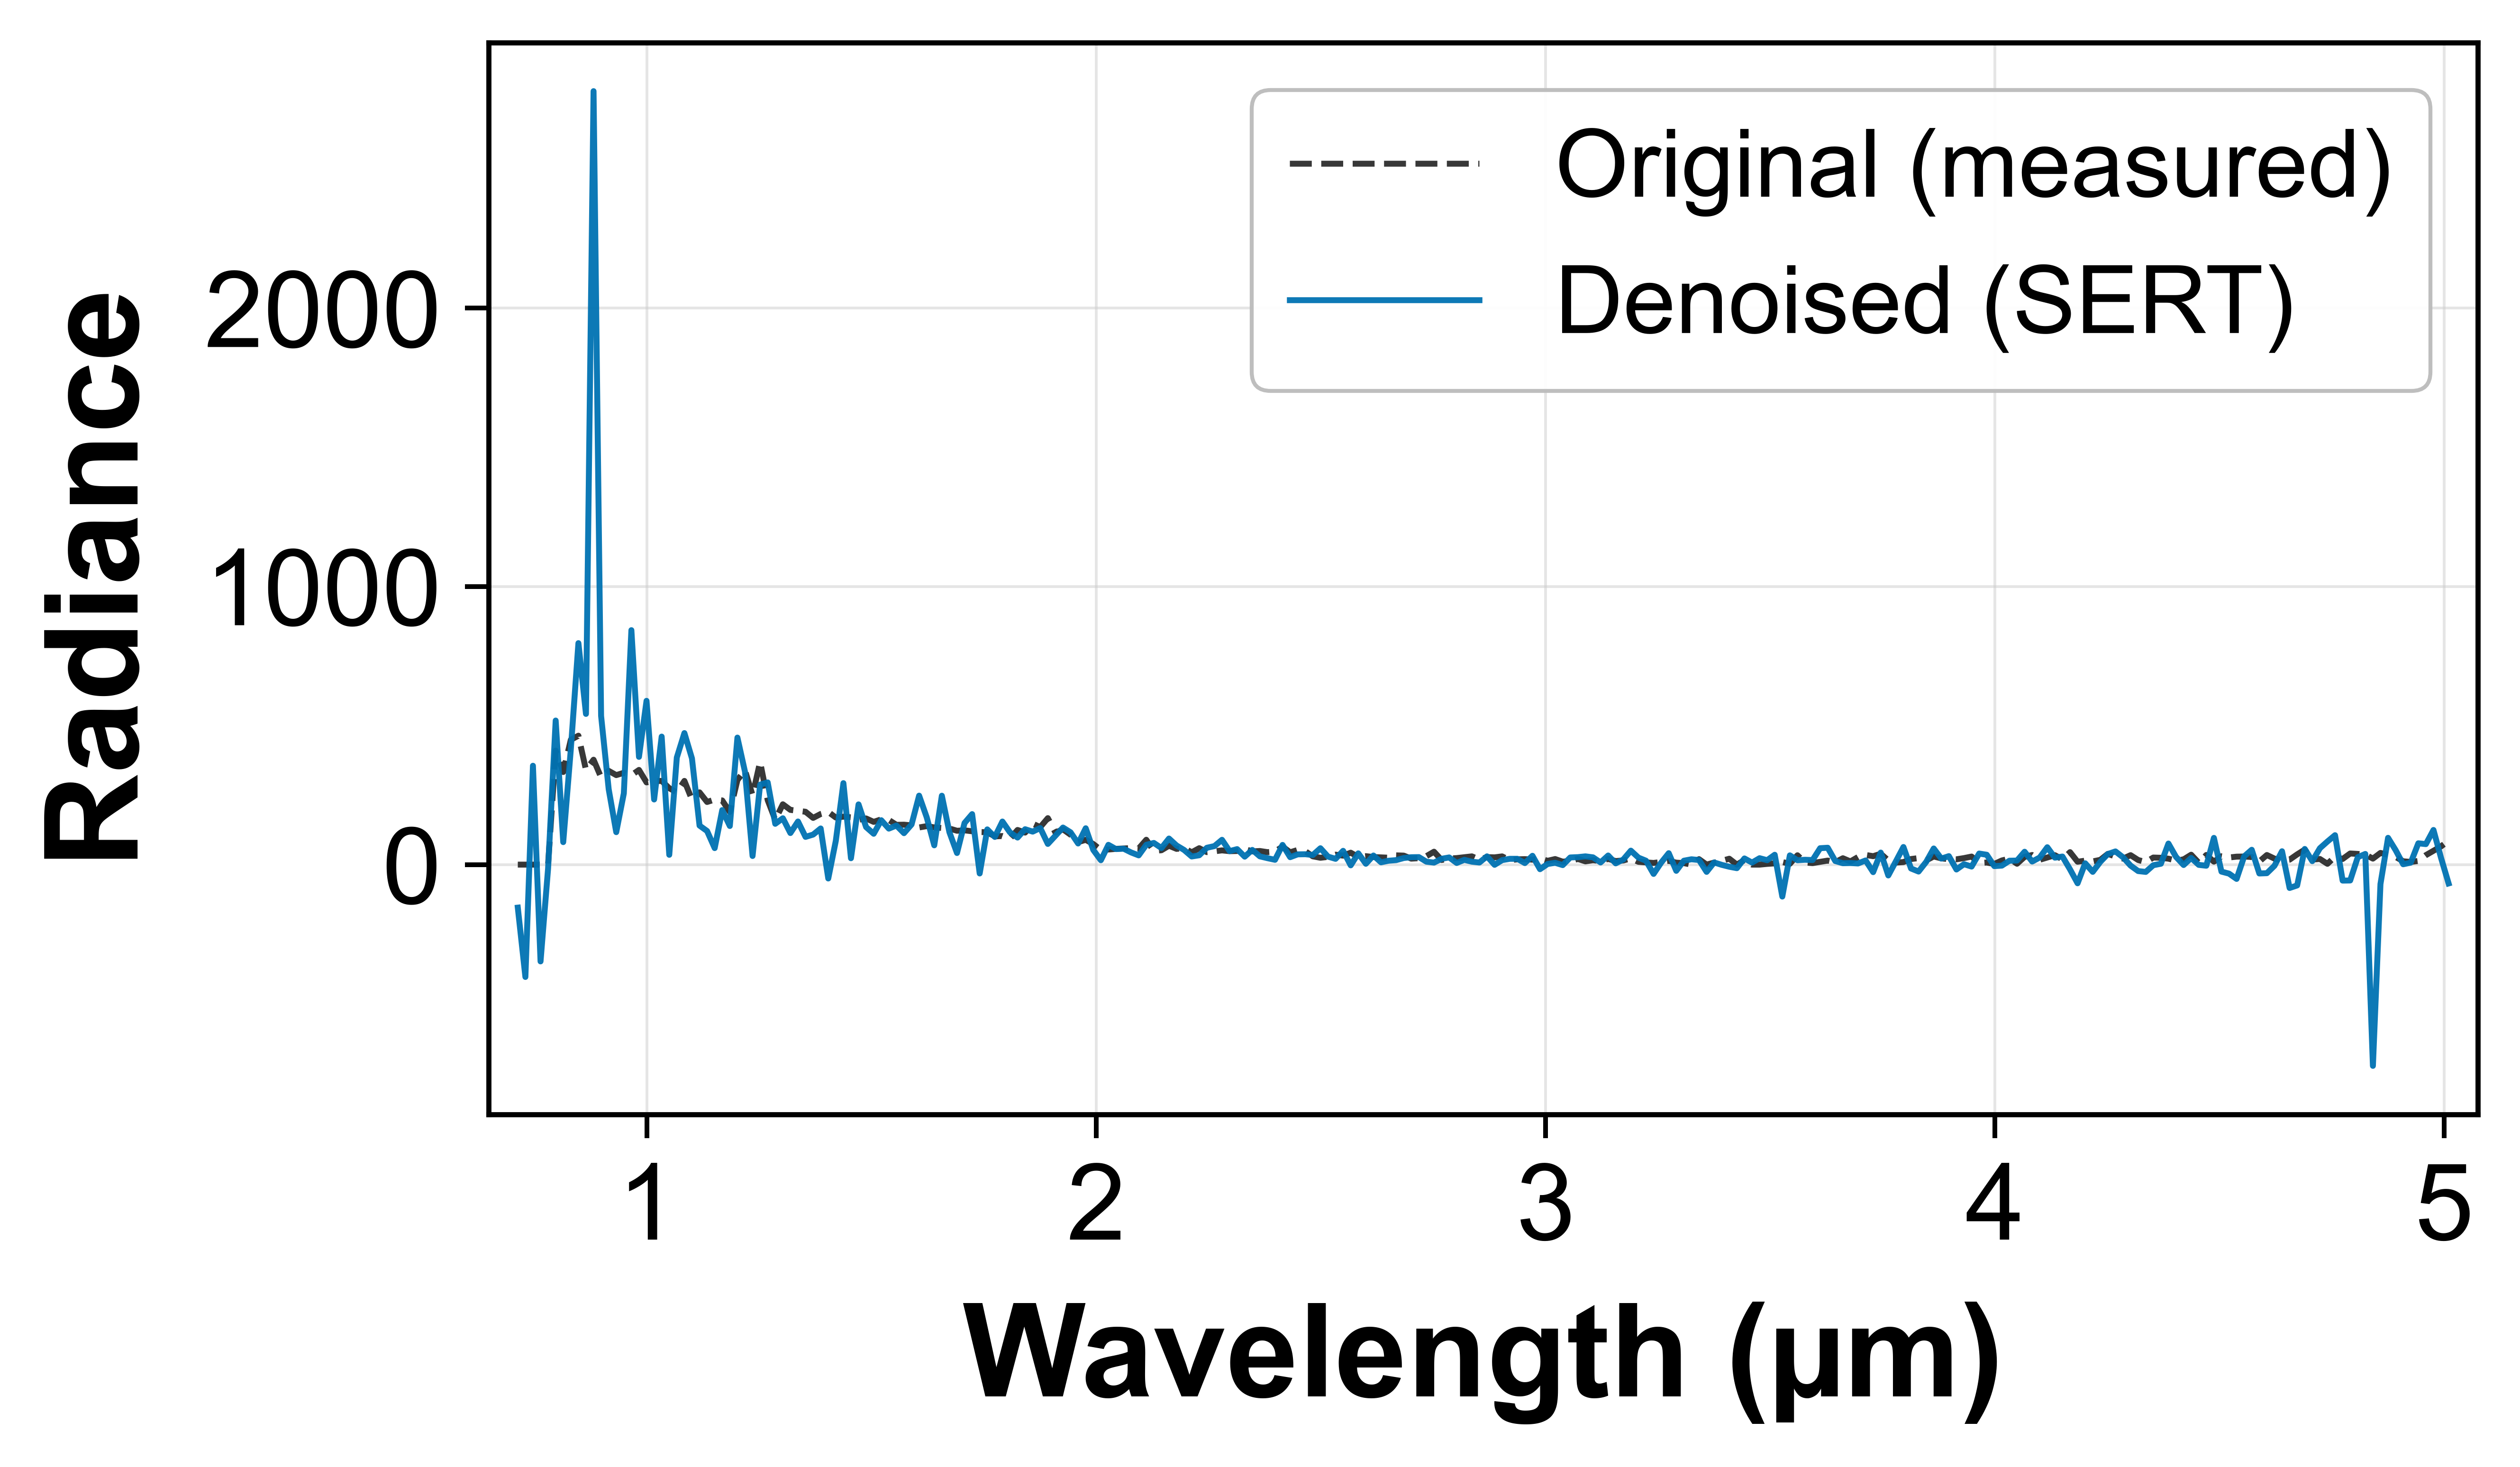 Radiance
2000
1000
0
Original (measured)
Denoised (SERT)
1 2 3 4 5
Wavelength (µm)